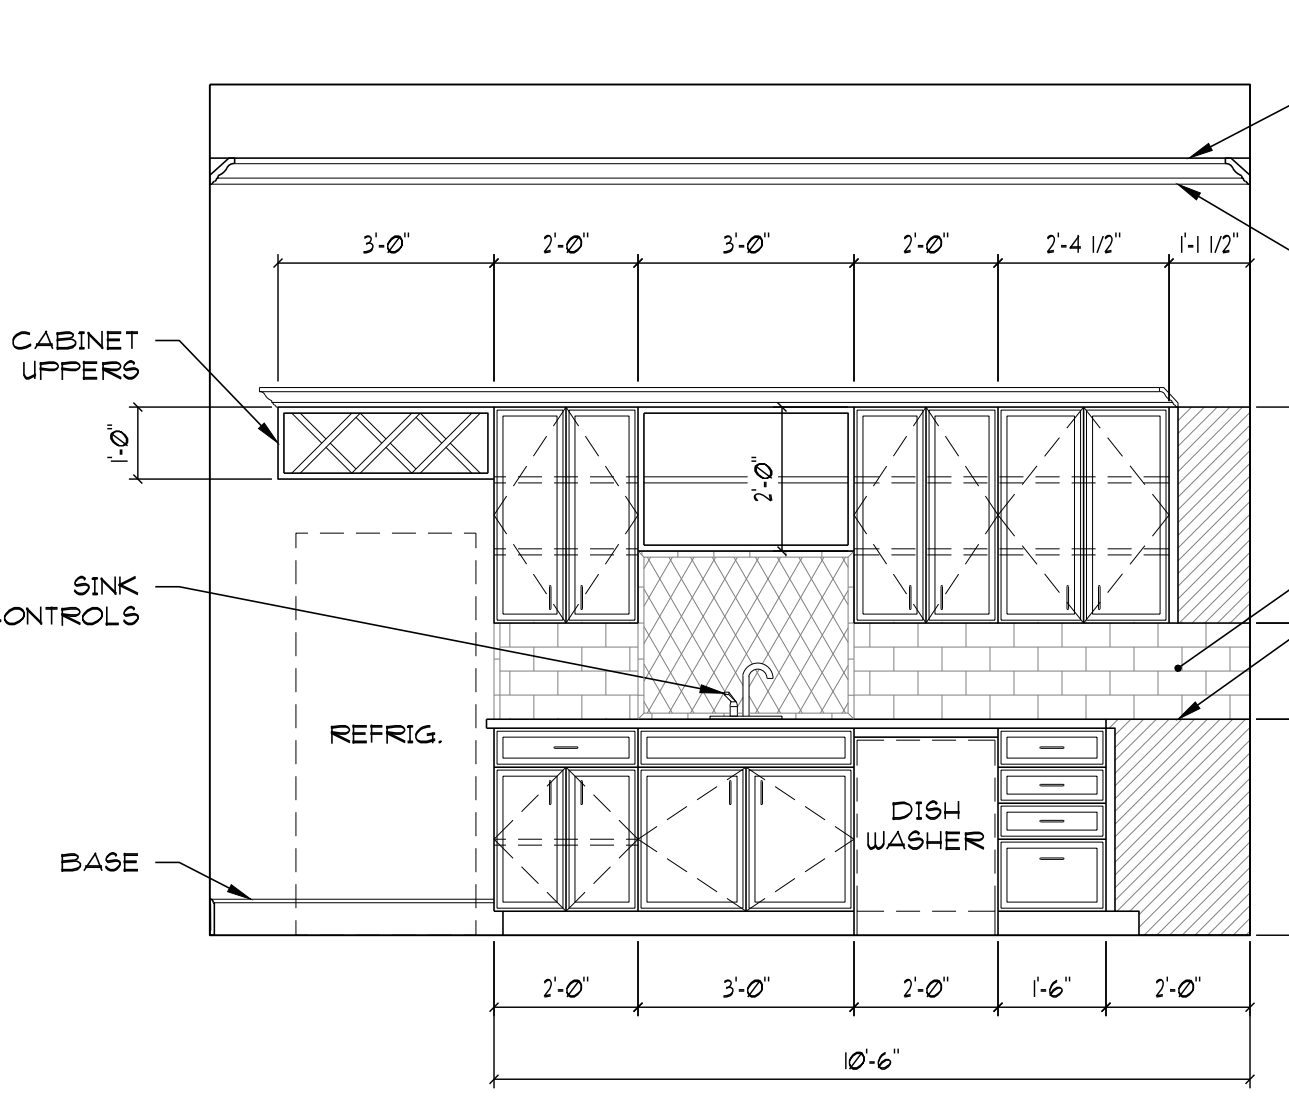 3'-0" 2'-0" 3'-0" 2'-0" 2'-4 1/2" 1'-1 1/2"
CABINET
UPPERS
1'-0"
2'-0"
SINK
CONTROLS
REFRIG.
DISH
WASHER
BASE
2'-0" 3'-0" 2'-0" 1'-6" 2'-0"
10'-6"